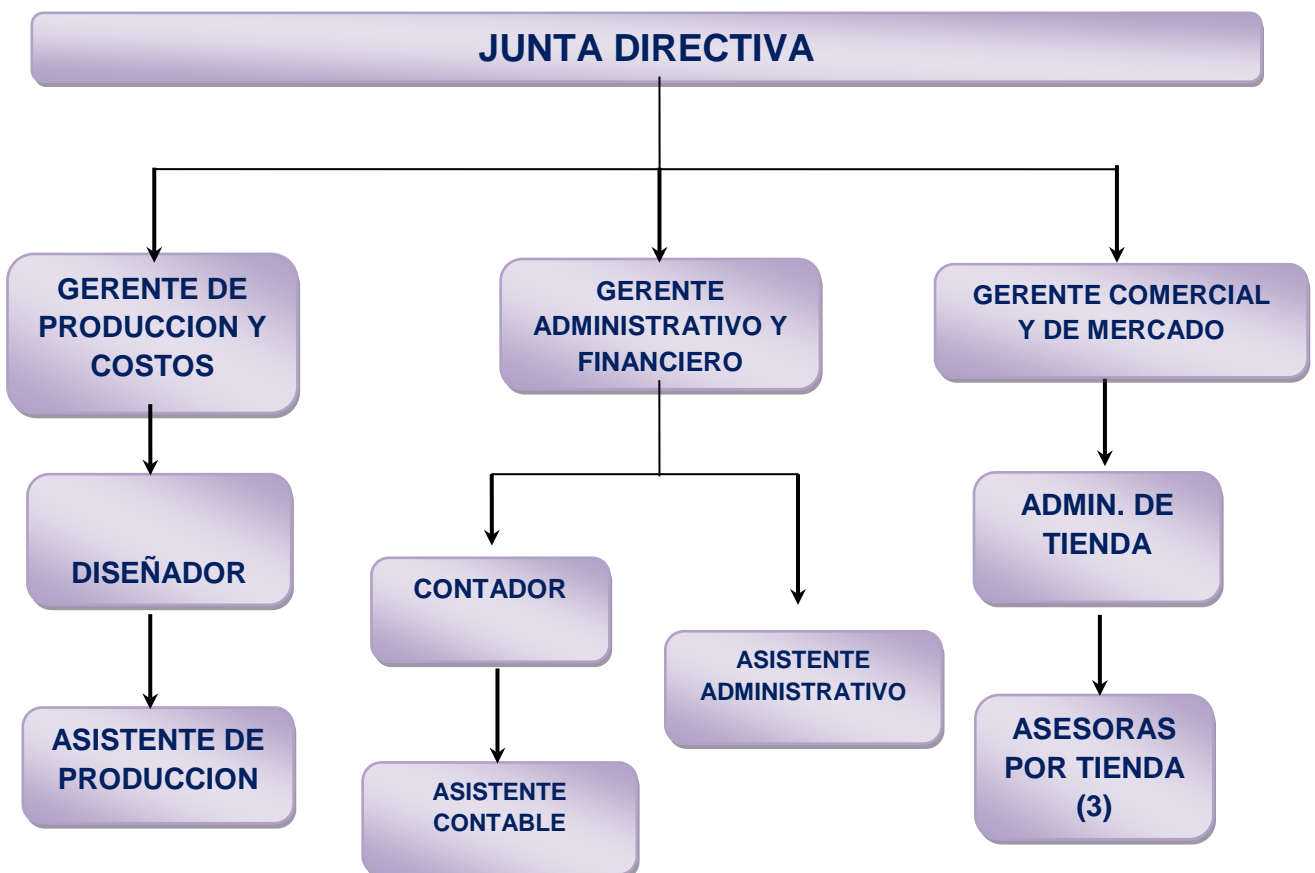 JUNTA DIRECTIVA
GERENTE DE
PRODUCCION Y
COSTOS
GERENTE
ADMINISTRATIVO Y
FINANCIERO
GERENTE COMERCIAL
Y DE MERCADO
DISEÑADOR
CONTADOR
ADMIN. DE
TIENDA
ASISTENTE DE
PRODUCCION
ASISTENTE
CONTABLE
ASISTENTE
ADMINISTRATIVO
ASESORAS
POR TIENDA
(3)